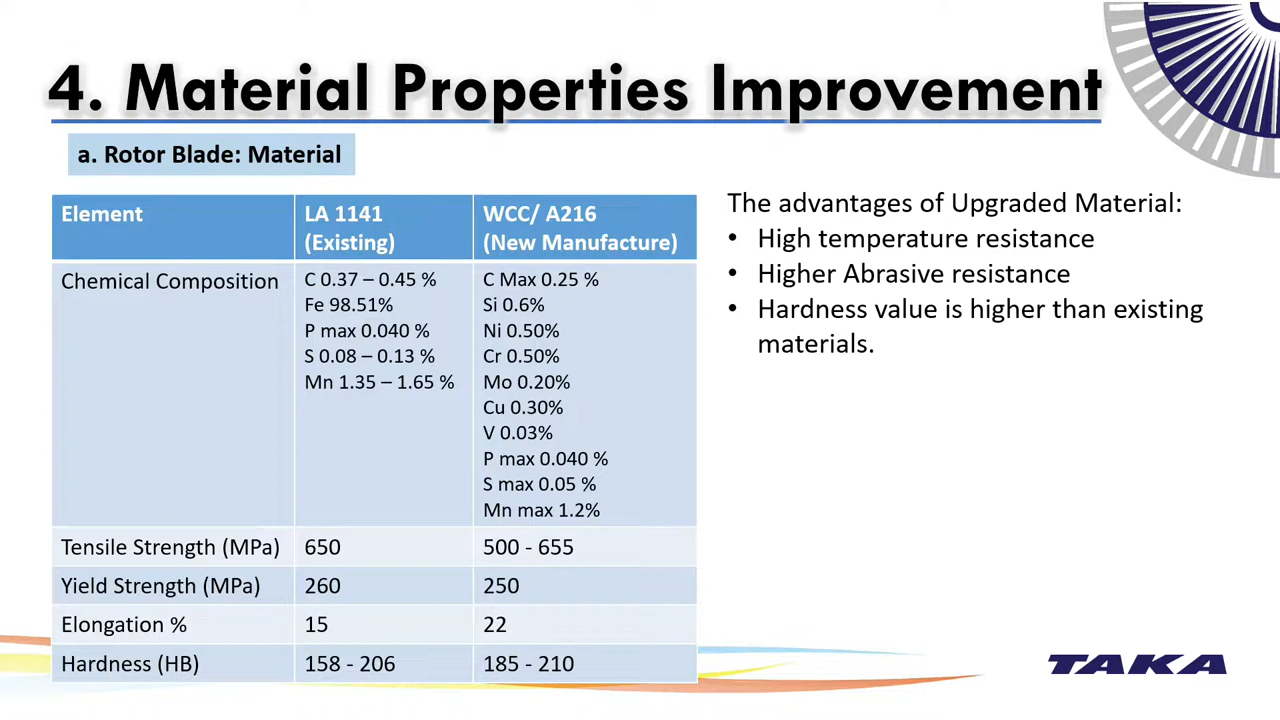 4. Material Properties Improvement
a. Rotor Blade: Material
Element
LA 1141
(Existing)
WCC/ A216
(New Manufacture)
Chemical Composition
C 0.37 – 0.45 %
Fe 98.51%
P max 0.040 %
S 0.08 – 0.13 %
Mn 1.35 – 1.65 %
C Max 0.25 %
Si 0.6%
Ni 0.50%
Cr 0.50%
Mo 0.20%
Cu 0.30%
V 0.03%
P max 0.040 %
S max 0.05 %
Mn max 1.2%
Tensile Strength (MPa)
650
500 - 655
Yield Strength (MPa)
260
250
Elongation %
15
22
Hardness (HB)
158 - 206
185 - 210
The advantages of Upgraded Material:
• High temperature resistance
• Higher Abrasive resistance
• Hardness value is higher than existing
materials.
TAKA